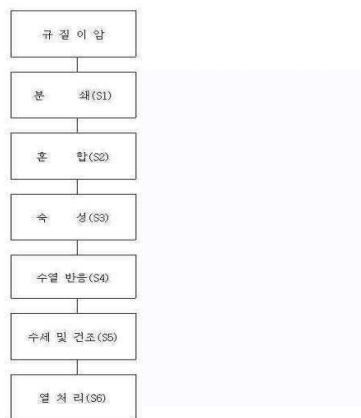 규 질 이 암
분 쇄(S1)
혼 합(S2)
숙 성(S3)
수열 반응(S4)
수세 및 건조(S5)
열 처 리(S6)